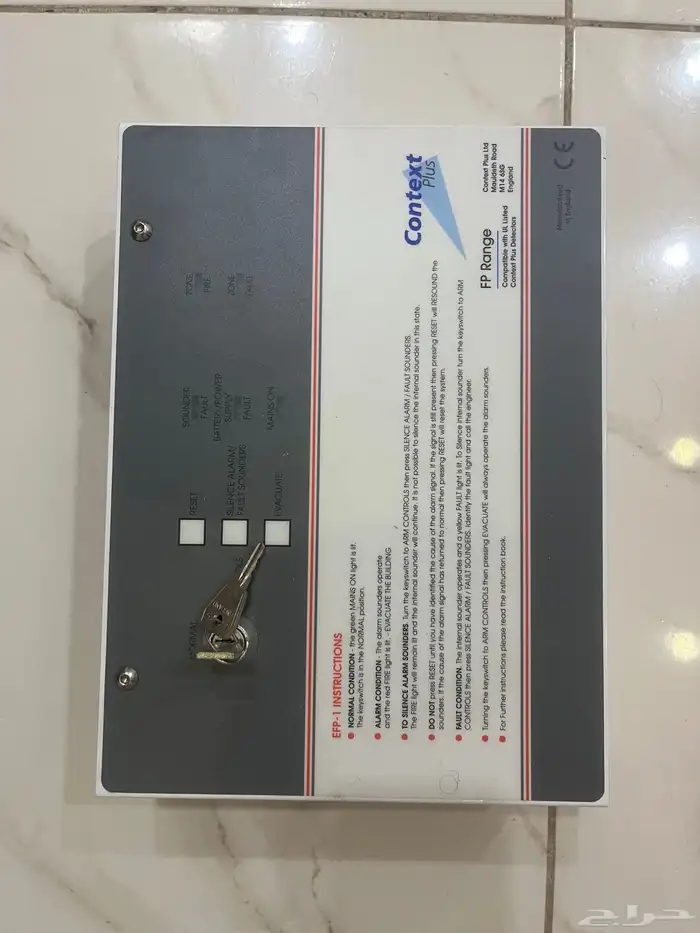 NORMAL
RESET
SILENCE ALARM/
FAULT SOUNDERS
EVACUATE
SOUNDER
FAULT
BATTERY/POWER
SUPPLY
FAULT
MAINS ON
ZONE
FIRE
ZONE
FAULT
EFP-1 INSTRUCTIONS
● NORMAL CONDITION - the green MAINS ON light is lit.
The keyswitch is in the NORMAL position.
● ALARM CONDITION - The alarm sounders operate
and the red FIRE light is lit. - EVACUATE THE BUILDING
● TO SILENCE ALARM SOUNDERS. Turn the keyswitch to ARM CONTROLS then press SILENCE ALARM / FAULT SOUNDERS.
The FIRE light will remain lit and the internal sounder will continue. It is not possible to silence the internal sounder in this state.
● DO NOT press RESET until you have identified the cause of the alarm signal. If the signal is still present then pressing RESET will RESOUND the
sounders. If the cause of the alarm signal has returned to normal then pressing RESET will reset the system.
● FAULT CONDITION. The internal sounder operates and a yellow FAULT light is lit. To Silence internal sounder turn the keyswitch to ARM
CONTROLS then press SILENCE ALARM / FAULT SOUNDERS. Identify the fault light and call the engineer.
● Turning the keyswitch to ARM CONTROLS then pressing EVACUATE will always operate the alarm sounders.
● For Further instructions please read the instruction book.
Context
Plus
FP Range
Compatible with UL Listed
Context Plus Detectors
Context Plus Ltd
Mauldeth Road
M14 6SG
England
Manufactured
in England
CE
حراج